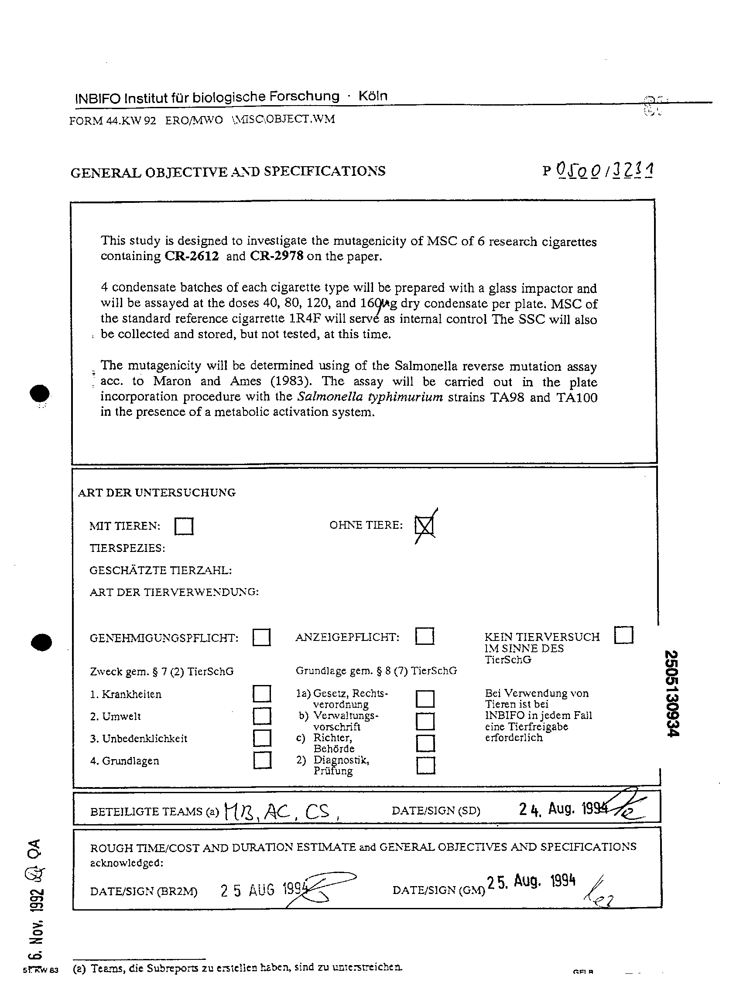 INBIFO Institut für biologische Forschung · Köln
FORM 44.KW 92 ERO/MWO \MISC\OBJECT.WM
GENERAL OBJECTIVE AND SPECIFICATIONS P 0500/3231
This study is designed to investigate the mutagenicity of MSC of 6 research cigarettes
containing CR-2612 and CR-2978 on the paper.
4 condensate batches of each cigarette type will be prepared with a glass impactor and
will be assayed at the doses 40, 80, 120, and 160 µg dry condensate per plate. MSC of
the standard reference cigarrette 1R4F will serve as internal control The SSC will also
be collected and stored, but not tested, at this time.
The mutagenicity will be determined using of the Salmonella reverse mutation assay
acc. to Maron and Ames (1983). The assay will be carried out in the plate
incorporation procedure with the Salmonella typhimurium strains TA98 and TA100
in the presence of a metabolic activation system.
ART DER UNTERSUCHUNG
MIT TIEREN: OHNE TIERE: X
TIERSPEZIES:
GESCHÄTZTE TIERZAHL:
ART DER TIERVERWENDUNG:
GENEHMIGUNGSPFLICHT: ANZEIGEPFLICHT: KEIN TIERVERSUCH
IM SINNE DES
TierSchG
Zweck gem. § 7 (2) TierSchG Grundlage gem. § 8 (7) TierSchG
1. Krankheiten 1a) Gesetz, Rechts- Bei Verwendung von
verordnung Tieren ist bei
2. Umwelt b) Verwaltungs- INBIFO in jedem Fall
vorschrift eine Tierfreigabe
3. Unbedenklichkeit c) Richter, erforderlich
Behörde
4. Grundlagen 2) Diagnostik,
Prüfung
2505130934
BETEILIGTE TEAMS (a) MB, AC, CS, DATE/SIGN (SD) 24. Aug. 1994
ROUGH TIME/COST AND DURATION ESTIMATE and GENERAL OBJECTIVES AND SPECIFICATIONS
acknowledged:
DATE/SIGN (BR2M) 25 AUG 1994 DATE/SIGN (GM) 25. Aug. 1994
6. Nov. 1992 QA
(a) Teams, die Subreports zu erstellen haben, sind zu unterstreichen.
GELB